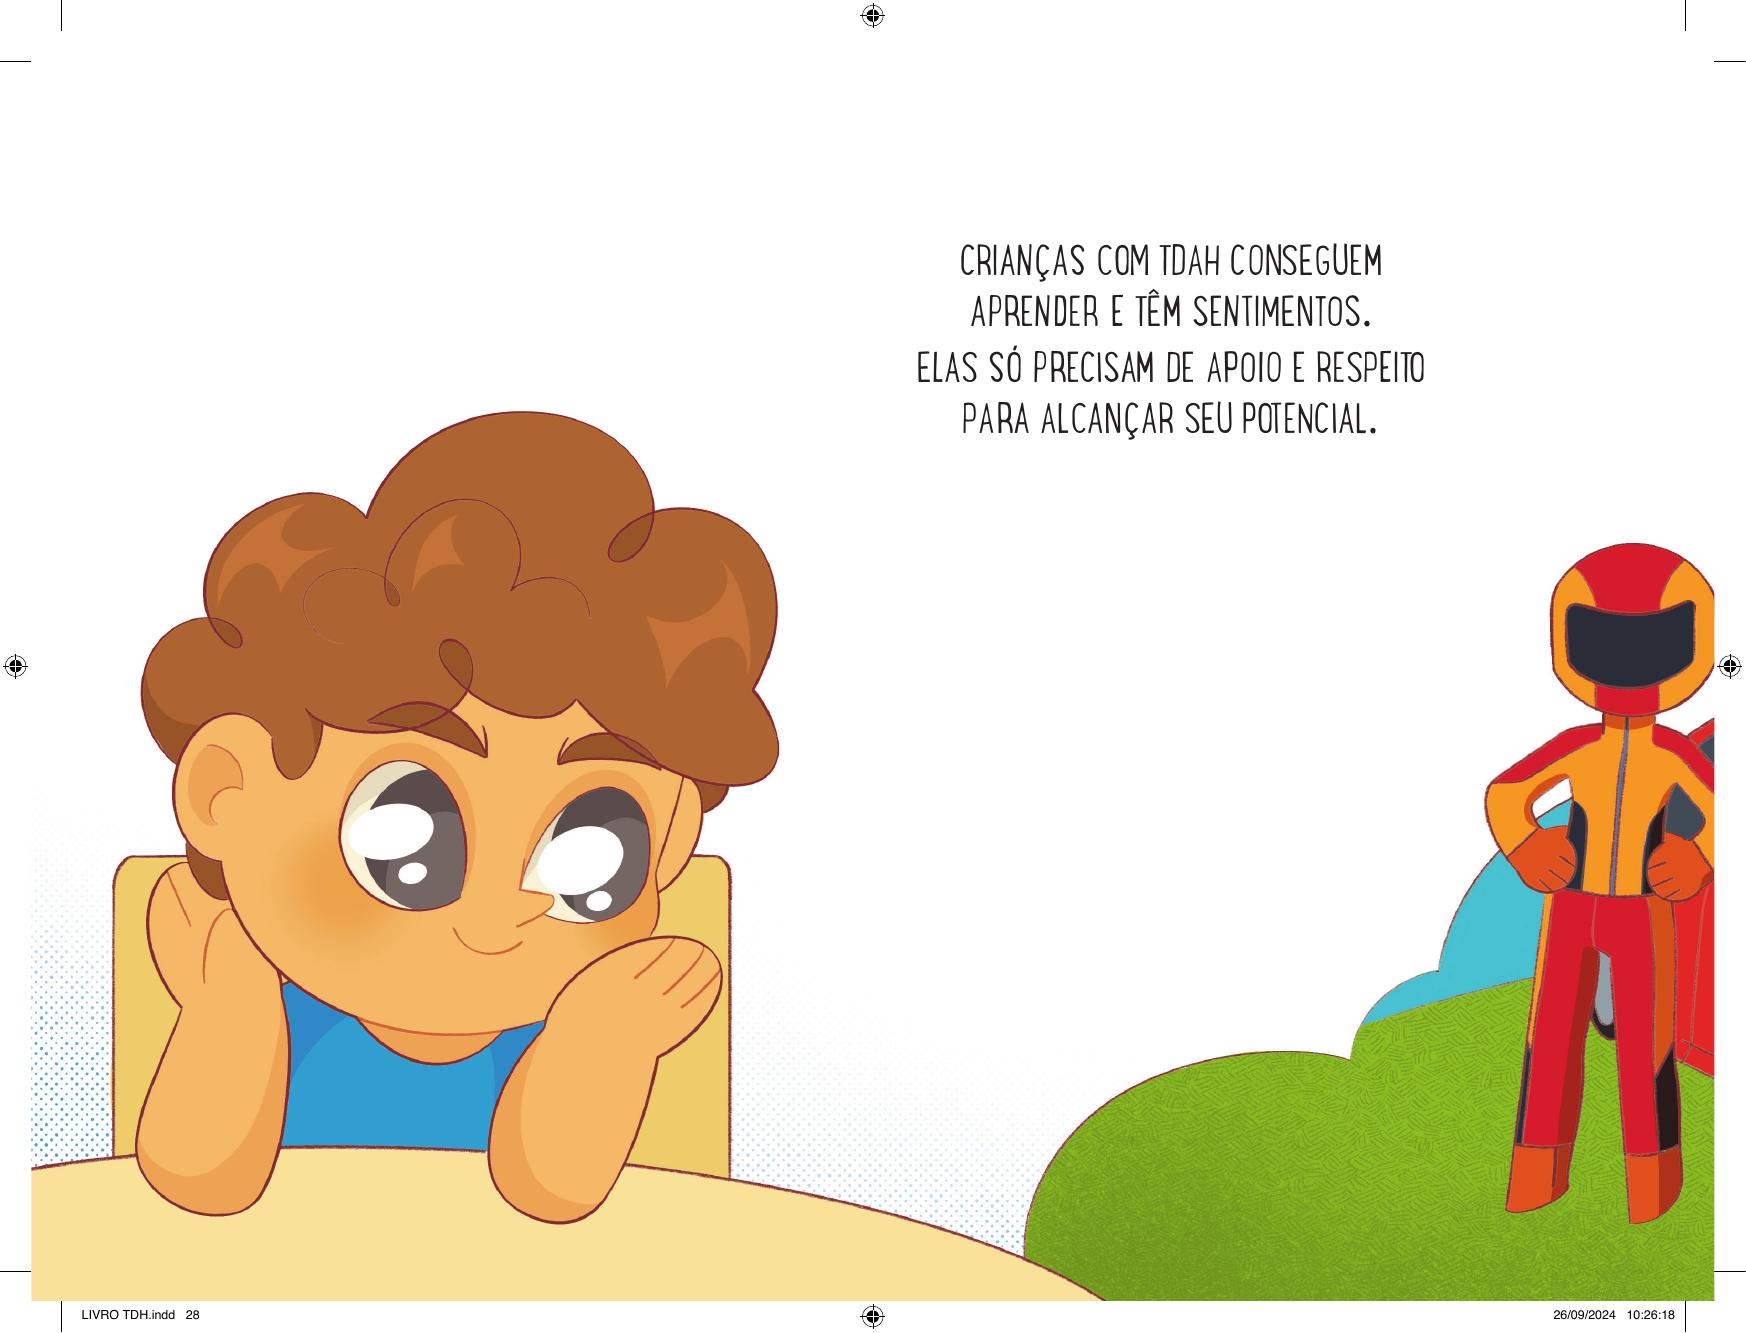 CRIANÇAS COM TDAH CONSEGUEM
APRENDER E TÊM SENTIMENTOS.
ELAS SÓ PRECISAM DE APOIO E RESPEITO
PARA ALCANÇAR SEU POTENCIAL.
LIVRO TDH.indd 28
26/09/2024 10:26:18